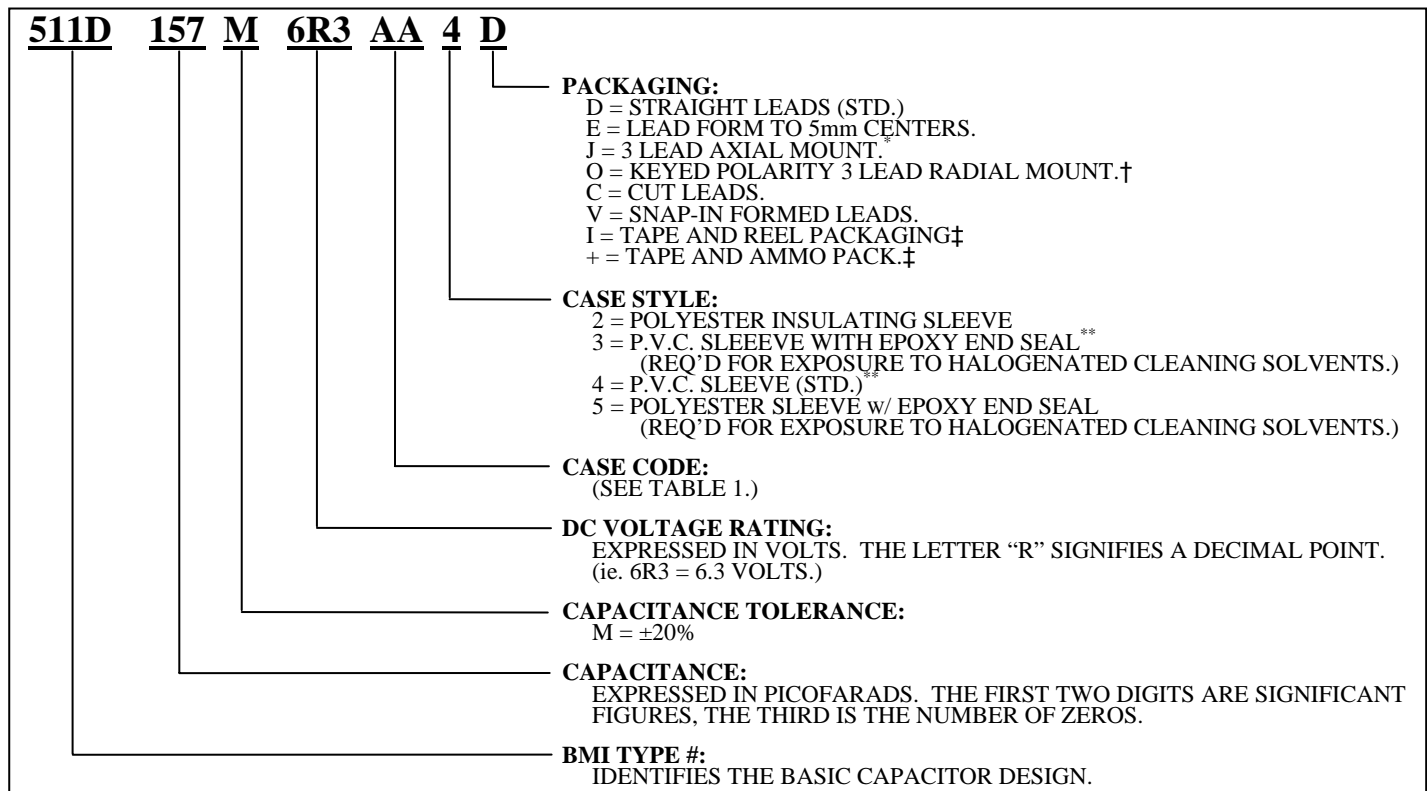 511D 157 M 6R3 AA 4 D
PACKAGING:
D = STRAIGHT LEADS (STD.)
E = LEAD FORM TO 5mm CENTERS.
J = 3 LEAD AXIAL MOUNT.*
O = KEYED POLARITY 3 LEAD RADIAL MOUNT.†
C = CUT LEADS.
V = SNAP-IN FORMED LEADS.
I = TAPE AND REEL PACKAGING‡
+ = TAPE AND AMMO PACK.‡
CASE STYLE:
2 = POLYESTER INSULATING SLEEVE
3 = P.V.C. SLEEEVE WITH EPOXY END SEAL**
(REQ'D FOR EXPOSURE TO HALOGENATED CLEANING SOLVENTS.)
4 = P.V.C. SLEEVE (STD.)**
5 = POLYESTER SLEEVE w/ EPOXY END SEAL
(REQ'D FOR EXPOSURE TO HALOGENATED CLEANING SOLVENTS.)
CASE CODE:
(SEE TABLE 1.)
DC VOLTAGE RATING:
EXPRESSED IN VOLTS. THE LETTER “R” SIGNIFIES A DECIMAL POINT.
(ie. 6R3 = 6.3 VOLTS.)
CAPACITANCE TOLERANCE:
M = ±20%
CAPACITANCE:
EXPRESSED IN PICOFARADS. THE FIRST TWO DIGITS ARE SIGNIFICANT
FIGURES, THE THIRD IS THE NUMBER OF ZEROS.
BMI TYPE #:
IDENTIFIES THE BASIC CAPACITOR DESIGN.